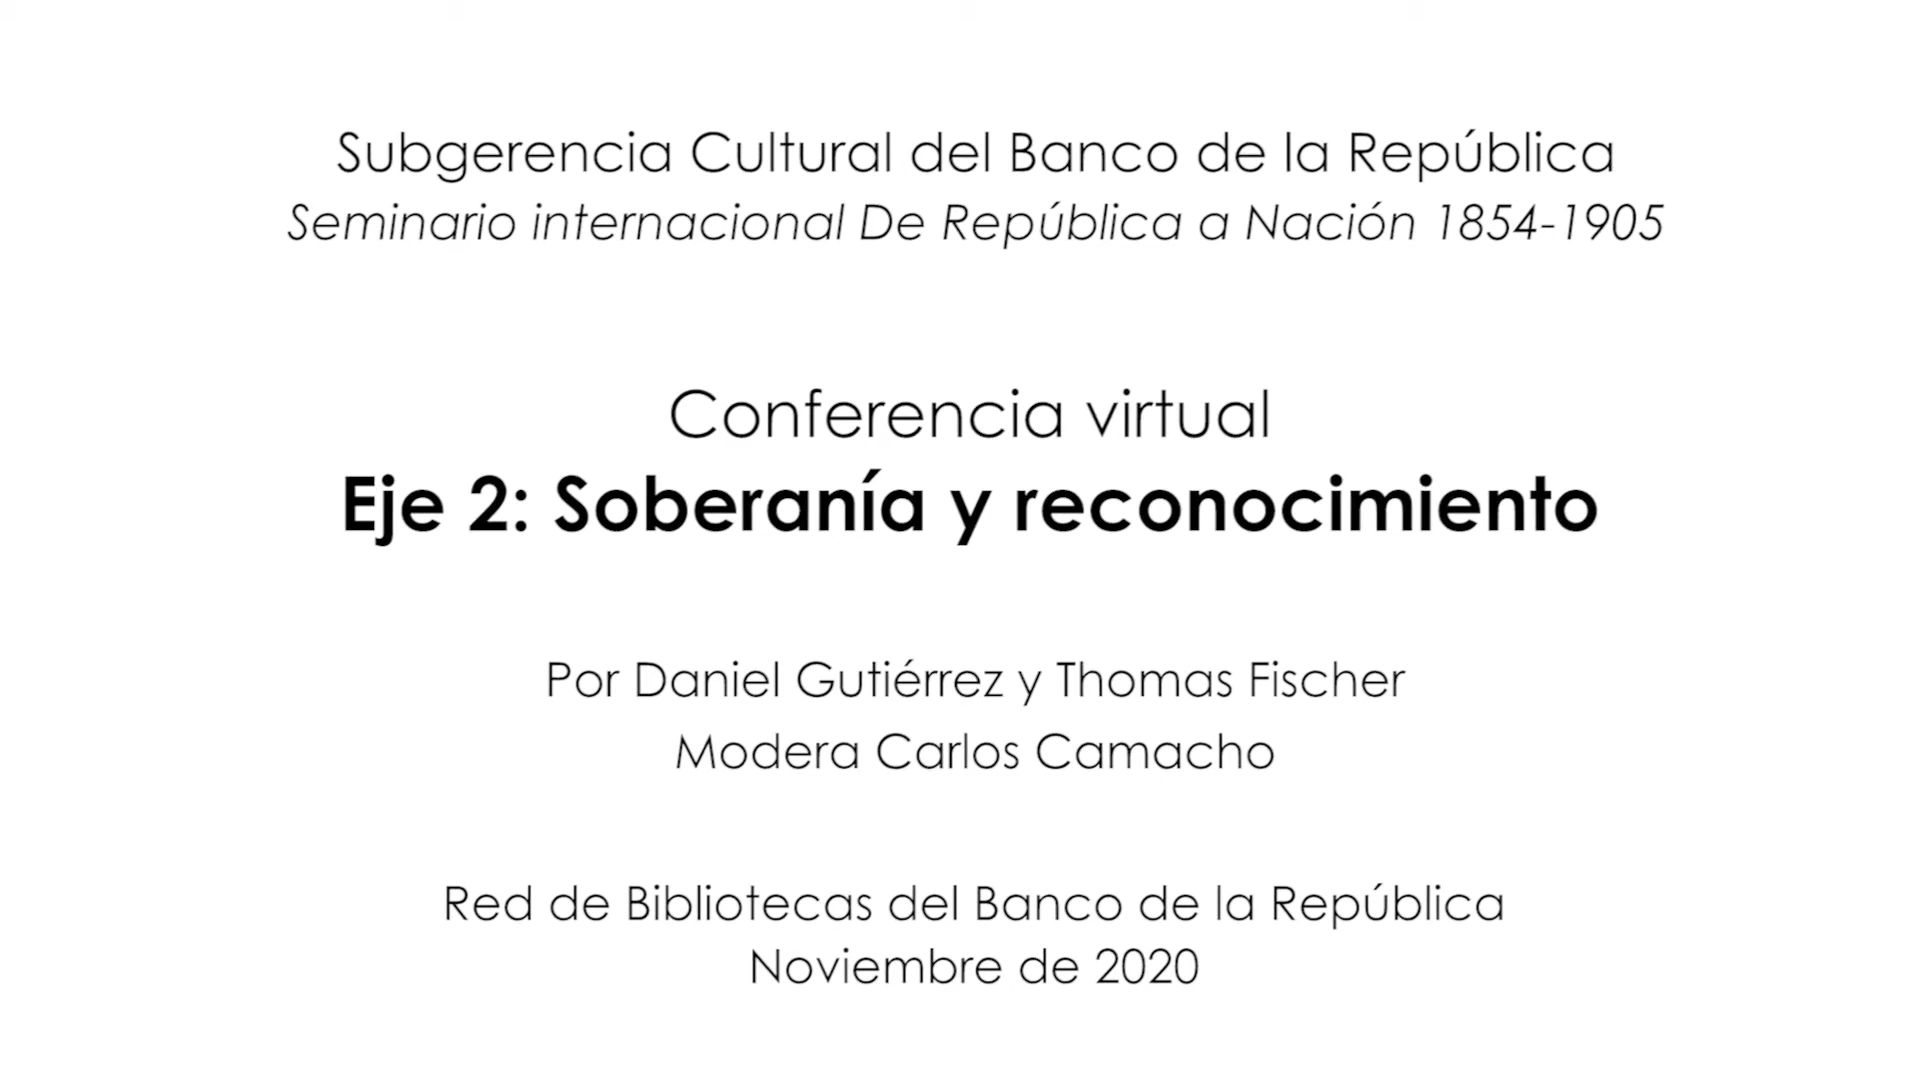 Subgerencia Cultural del Banco de la República
Seminario internacional De República a Nación 1854-1905
Conferencia virtual
Eje 2: Soberanía y reconocimiento
Por Daniel Gutiérrez y Thomas Fischer
Modera Carlos Camacho
Red de Bibliotecas del Banco de la República
Noviembre de 2020